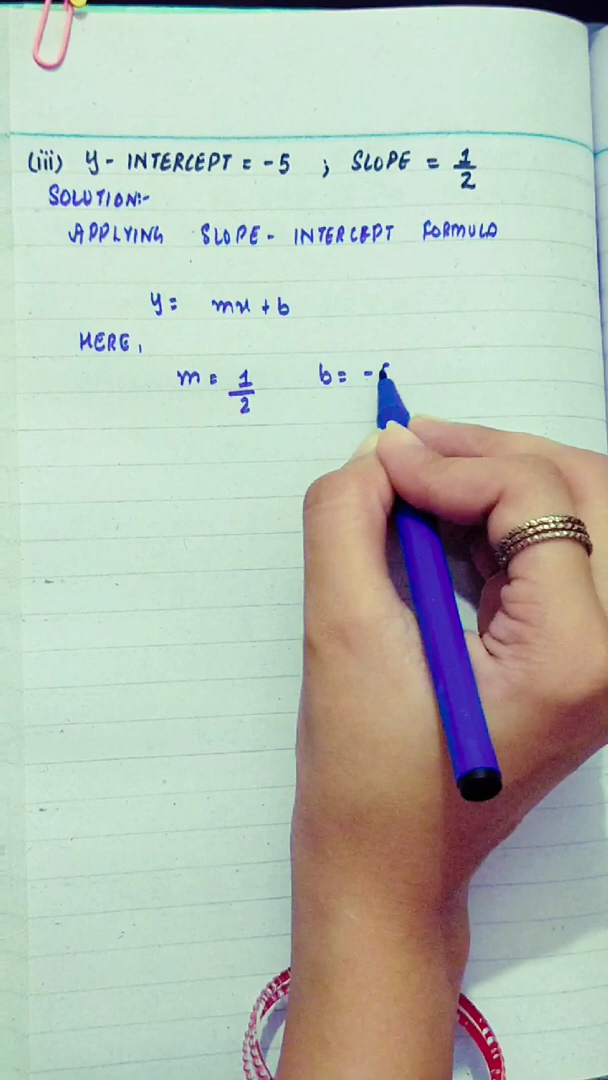 (iii) y - INTERCEPT = -5 ; SLOPE = 1/2
SOLUTION:-
APPLYING SLOPE - INTERCEPT FORMULA
y = mx + b
HERE,
m = 1/2 b = -